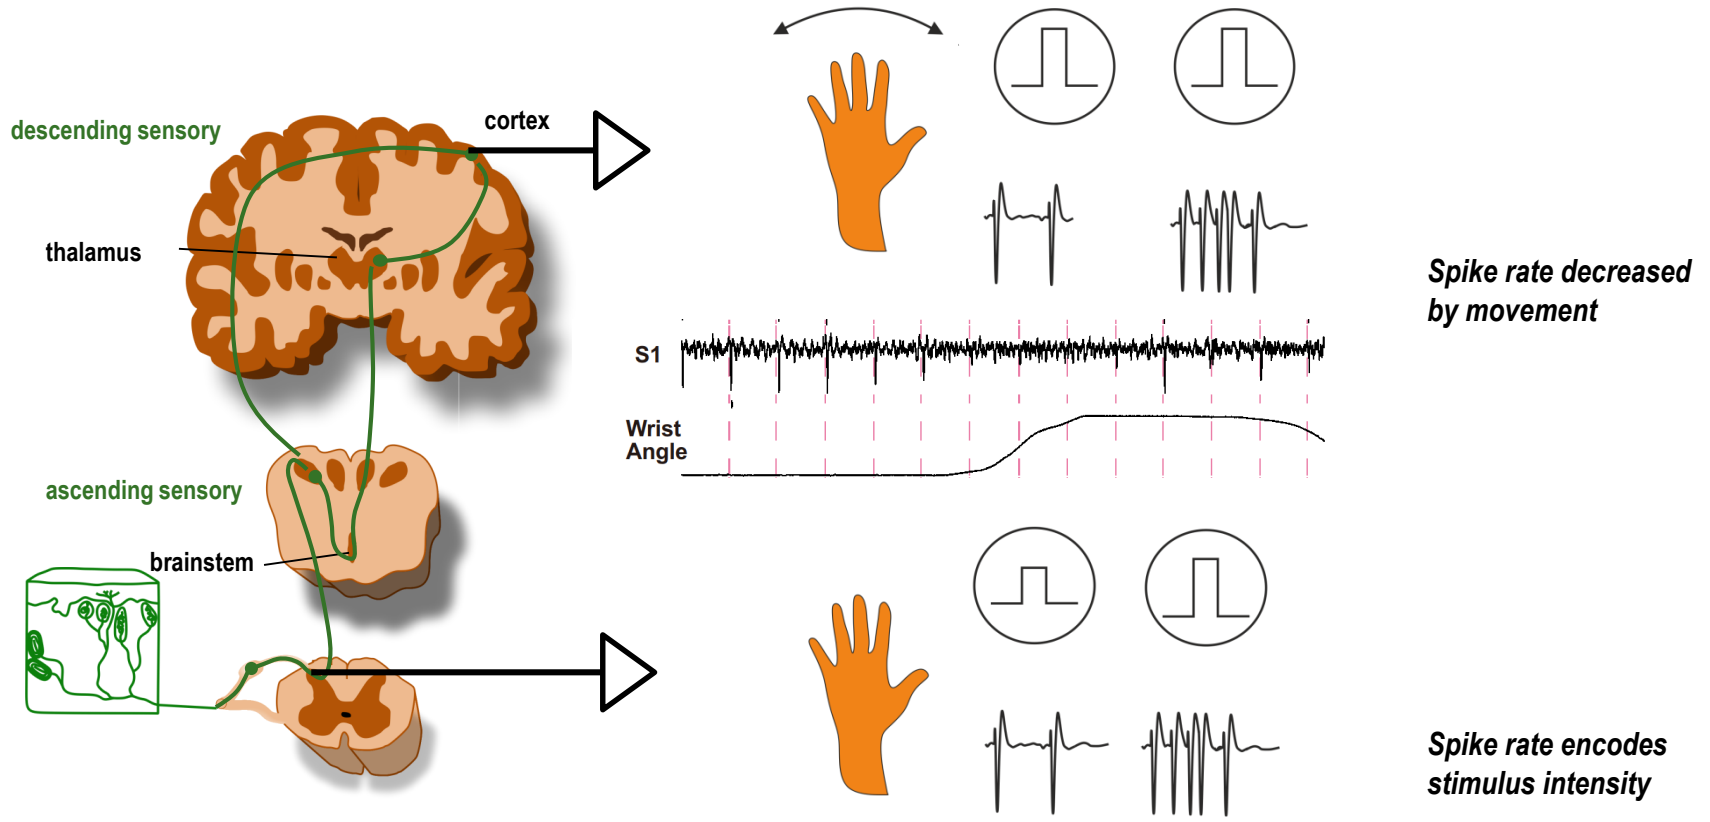 descending sensory
cortex
thalamus
Spike rate decreased
by movement
S1
Wrist
Angle
ascending sensory
brainstem
Spike rate encodes
stimulus intensity